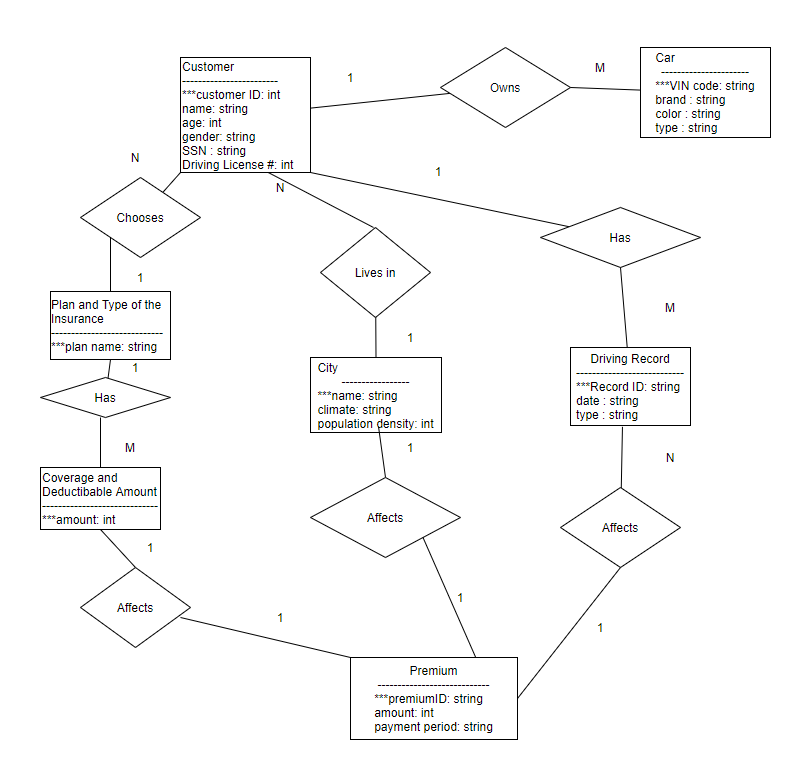 Customer
------------------------
***customer ID: int
name: string
age: int
gender: string
SSN : string
Driving License #: int
1
Owns
M
Car
----------------------
***VIN code: string
brand : string
color : string
type : string
N
Chooses
1
N
Lives in
1
1
Has
M
Plan and Type of the
Insurance
----------------------------
***plan name: string
1
Has
M
City
-----------------
***name: string
climate: string
population density: int
Driving Record
---------------------------
***Record ID: string
date : string
type : string
Coverage and
Deductibable Amount
-----------------------------
***amount: int
1
Affects
1
1
Affects
1
N
Affects
1
Premium
----------------------------
***premiumID: string
amount: int
payment period: string